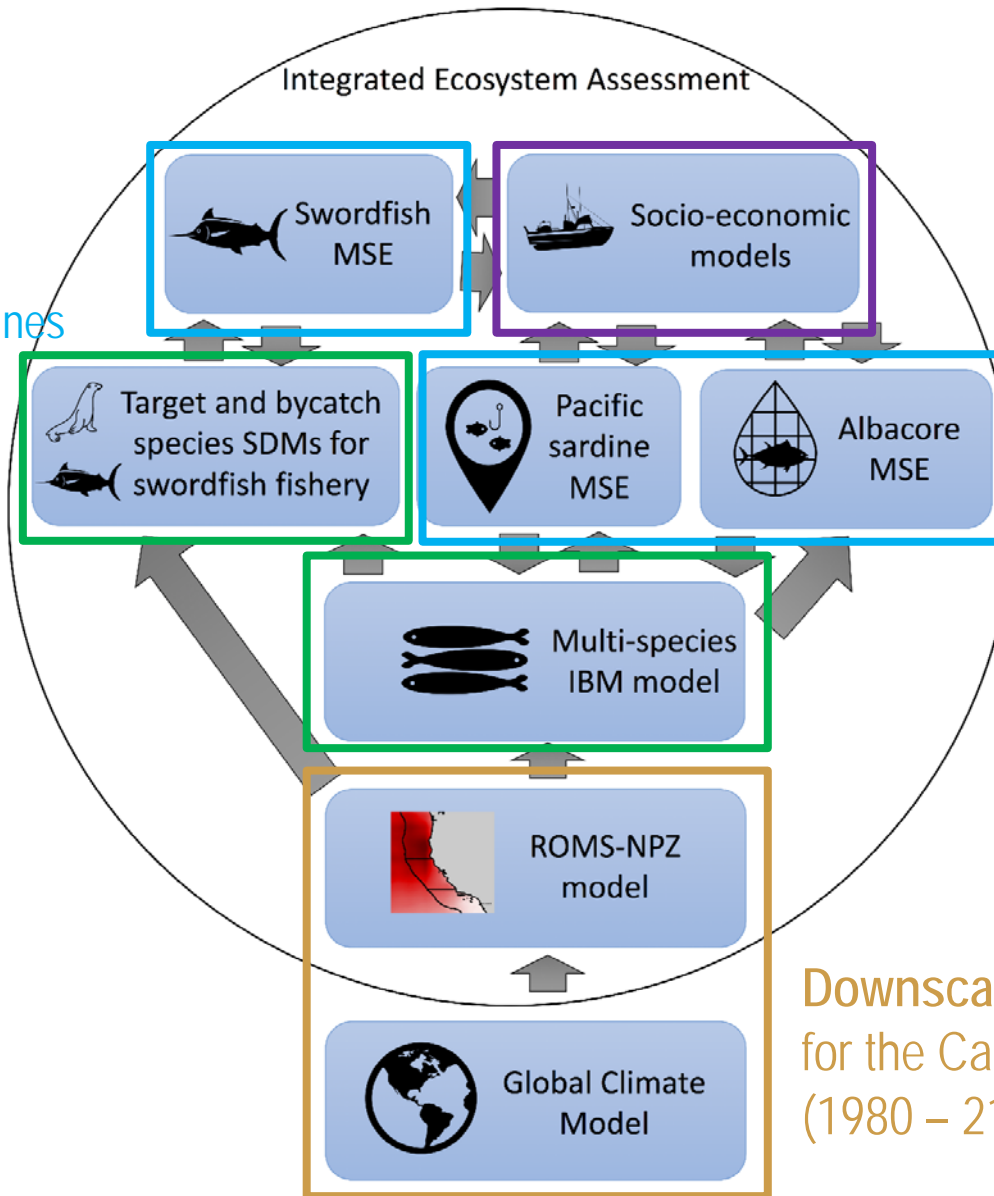 Integrated Ecosystem Assessment
Swordfish
MSE
Socio-economic
models
nes
Target and bycatch
species SDMs for
swordfish fishery
Pacific
sardine
MSE
Albacore
MSE
Multi-species
IBM model
ROMS-NPZ
model
Downsca
for the Ca
(1980 – 2
Global Climate
Model